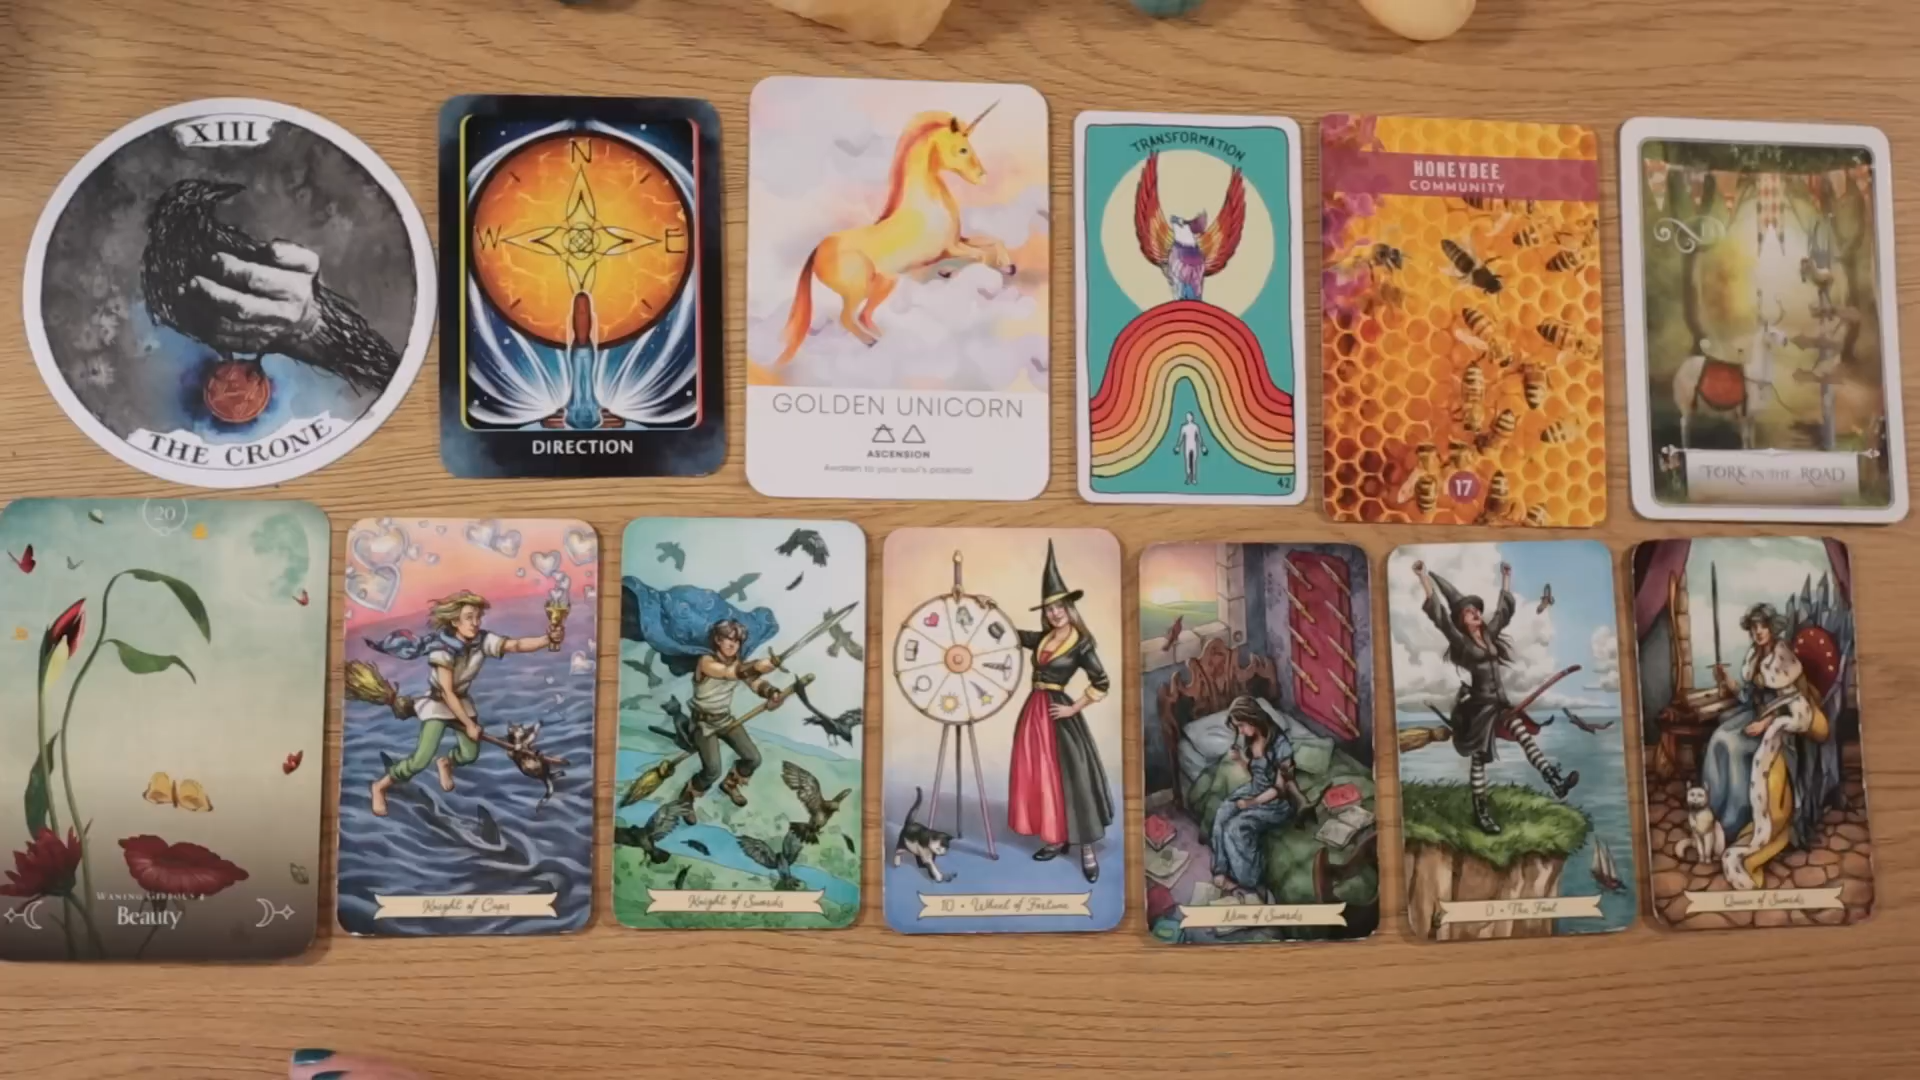 XIII
THE CRONE
N
W
E
DIRECTION
GOLDEN UNICORN
ASCENSION
Awaken to your soul's potential
TRANSFORMATION
42
HONEYBEE
COMMUNITY
17
FORK IN THE ROAD
20
WANING GIBBOUS
Beauty
Knight of Cups
Knight of Swords
10 • Wheel of Fortune
Nine of Swords
0 • The Fool
Queen of Swords